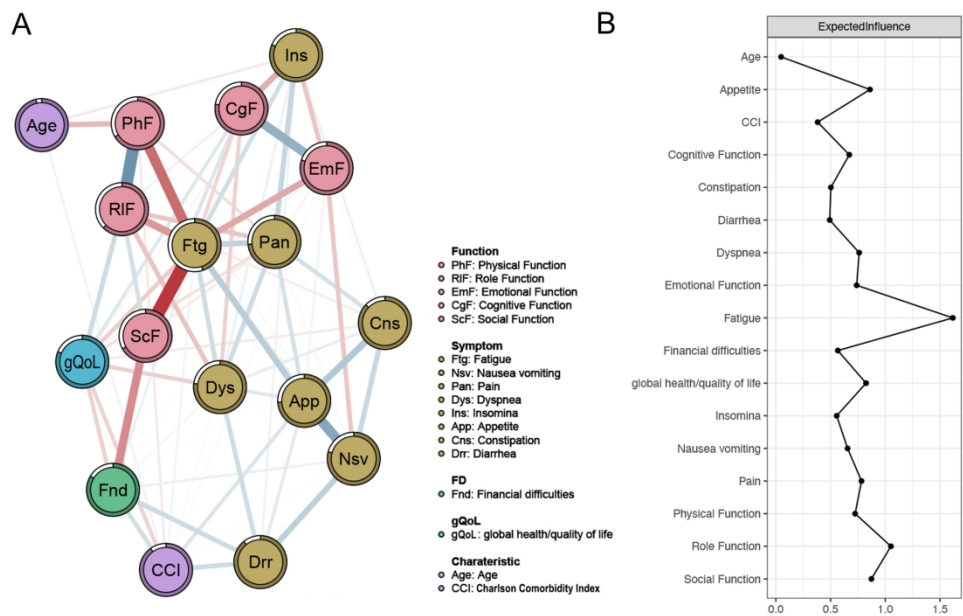 A
Ins
CgF
Age
PhF
EmF
RlF
Ftg
Pan
ScF
Cns
gQoL
Dys
App
Nsv
Fnd
CCI
Drr
Function
PhF: Physical Function
RlF: Role Function
EmF: Emotional Function
CgF: Cognitive Function
ScF: Social Function
Symptom
Ftg: Fatigue
Nsv: Nausea vomiting
Pan: Pain
Dys: Dyspnea
Ins: Insomina
App: Appetite
Cns: Constipation
Drr: Diarrhea
FD
Fnd: Financial difficulties
gQoL
gQoL: global health/quality of life
Charateristic
Age: Age
CCI: Charlson Comorbidity Index
B
ExpectedInfluence
Age
Appetite
CCI
Cognitive Function
Constipation
Diarrhea
Dyspnea
Emotional Function
Fatigue
Financial difficulties
global health/quality of life
Insomina
Nausea vomiting
Pain
Physical Function
Role Function
Social Function
0.0 0.5 1.0 1.5